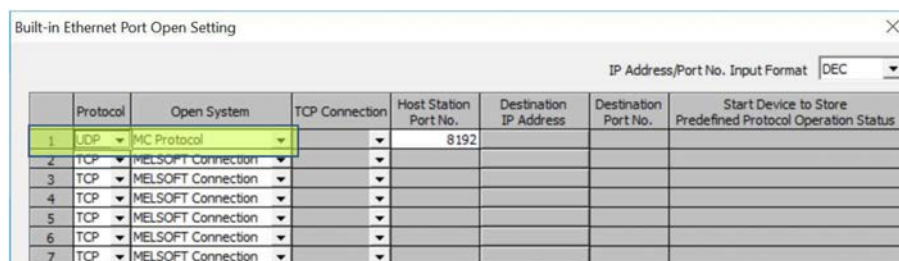 Built-in Ethernet Port Open Setting
IP Address/Port No. Input Format DEC
Protocol Open System TCP Connection Host Station Port No. Destination IP Address Destination Port No. Start Device to Store Predefined Protocol Operation Status
1 UDP MC Protocol 8192
2 TCP MELSOFT Connection
3 TCP MELSOFT Connection
4 TCP MELSOFT Connection
5 TCP MELSOFT Connection
6 TCP MELSOFT Connection
7 TCP MELSOFT Connection